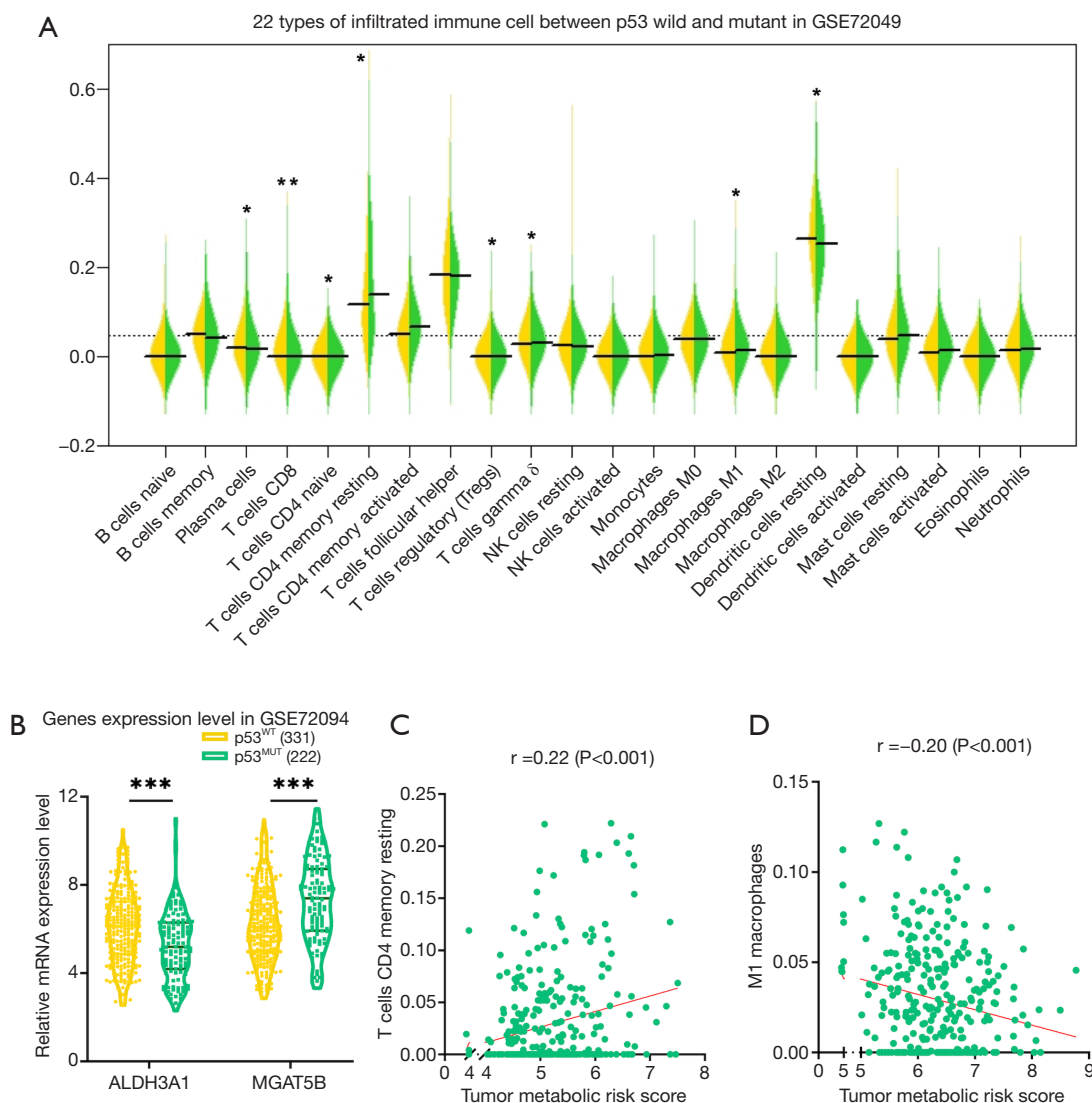 A
22 types of infiltrated immune cell between p53 wild and mutant in GSE72049
0.6
0.4
0.2
0.0
−0.2
*
* *
*
*
*
*
*
*
B cells naive
B cells memory
Plasma cells
T cells CD8
T cells CD4 naive
T cells CD4 memory resting
T cells CD4 memory activated
T cells follicular helper
T cells regulatory (Tregs)
T cells gamma δ
NK cells resting
NK cells activated
Monocytes
Macrophages M0
Macrophages M1
Macrophages M2
Dendritic cells resting
Dendritic cells activated
Mast cells resting
Mast cells activated
Eosinophils
Neutrophils
B
Genes expression level in GSE72094
p53WT (331)
p53MUT (222)
***
***
Relative mRNA expression level
12
8
4
0
ALDH3A1
MGAT5B
C
r =0.22 (P<0.001)
T cells CD4 memory resting
0.25
0.20
0.15
0.10
0.05
0.00
0 4 4 5 6 7 8
Tumor metabolic risk score
D
r =−0.20 (P<0.001)
M1 macrophages
0.15
0.10
0.05
0.00
0 5 5 6 7 8 9
Tumor metabolic risk score